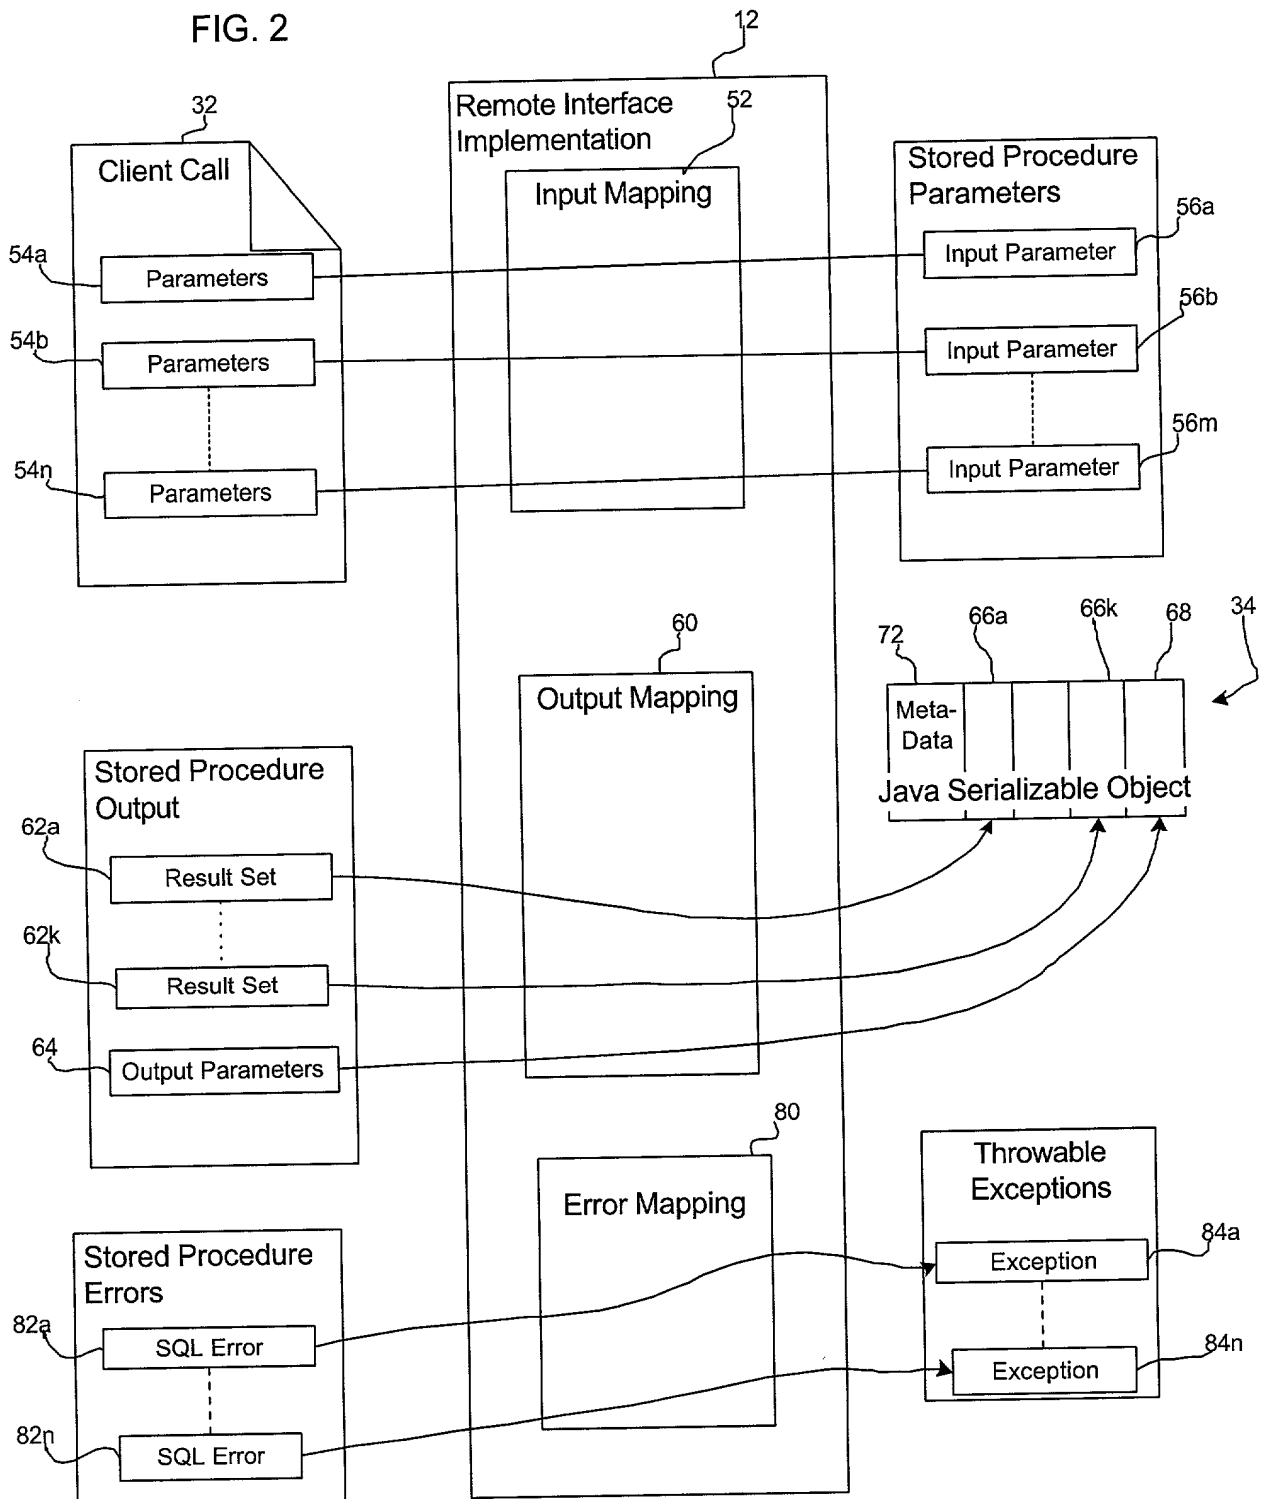 FIG. 2
12
Remote Interface
Implementation
52
32
Client Call
Input Mapping
Stored Procedure
Parameters
54a
Parameters
Input Parameter
56a
54b
Parameters
Input Parameter
56b
54n
Parameters
Input Parameter
56m
60
Output Mapping
72
66a
66k
68
34
Meta-
Data
Java Serializable Object
Stored Procedure
Output
62a
Result Set
62k
Result Set
64
Output Parameters
80
Error Mapping
Throwable
Exceptions
Stored Procedure
Errors
84a
Exception
82a
SQL Error
84n
Exception
82n
SQL Error